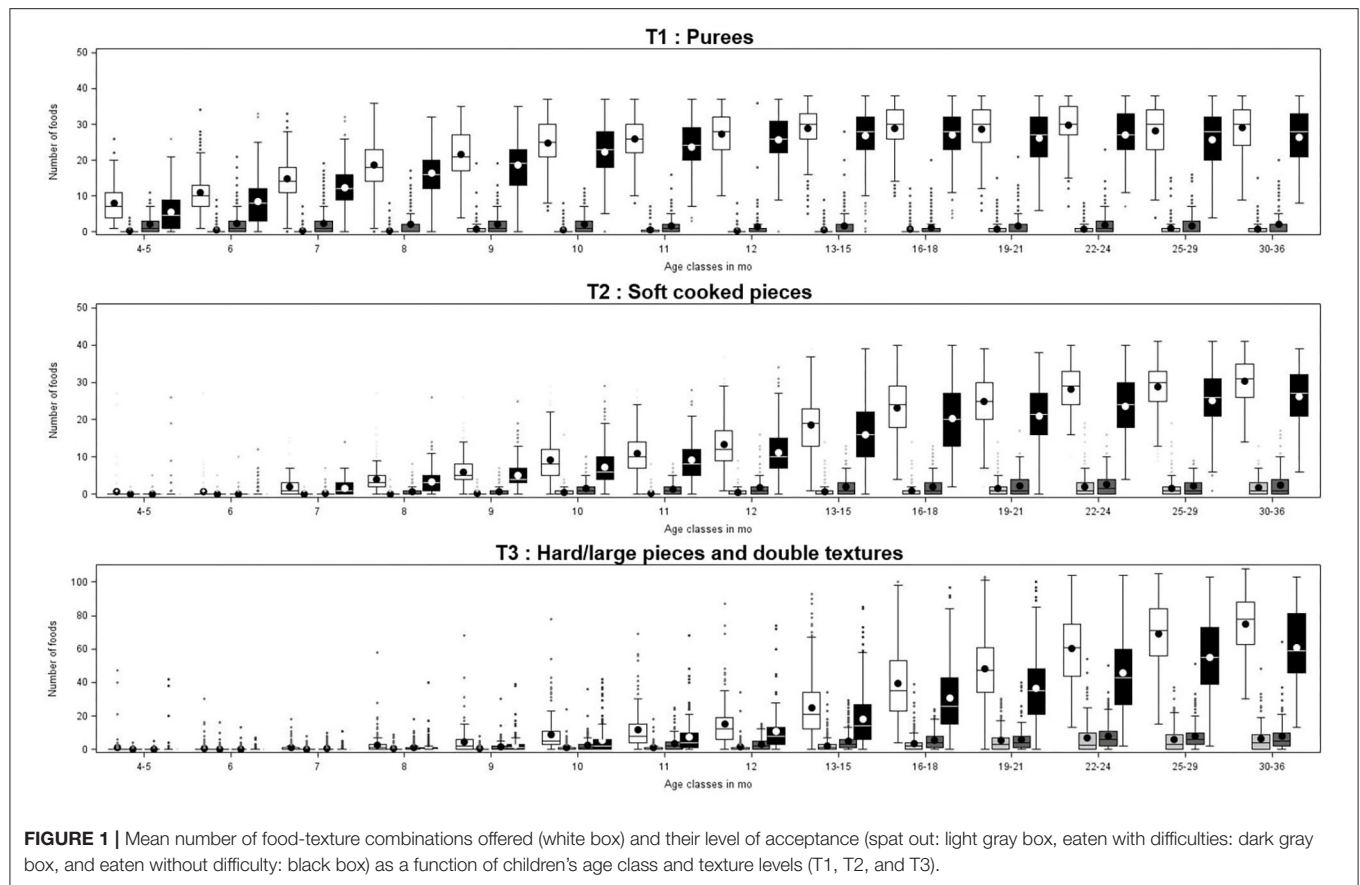 T1 : Purees
Number of foods
50
40
30
20
10
0
4-5 6 7 8 9 10 11 12 13-15 16-18 19-21 22-24 25-29 30-36
Age classes in mo
T2 : Soft cooked pieces
Number of foods
50
40
30
20
10
0
4-5 6 7 8 9 10 11 12 13-15 16-18 19-21 22-24 25-29 30-36
Age classes in mo
T3 : Hard/large pieces and double textures
Number of foods
100
80
60
40
20
0
4-5 6 7 8 9 10 11 12 13-15 16-18 19-21 22-24 25-29 30-36
Age classes in mo
FIGURE 1 | Mean number of food-texture combinations offered (white box) and their level of acceptance (spat out: light gray box, eaten with difficulties: dark gray
box, and eaten without difficulty: black box) as a function of children’s age class and texture levels (T1, T2, and T3).